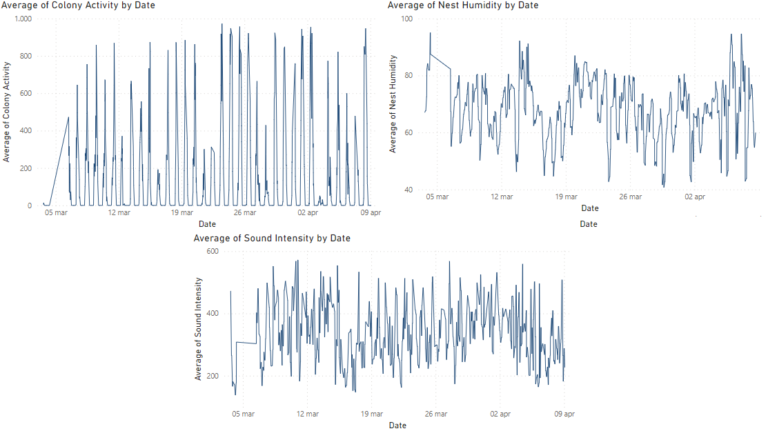 Average of Colony Activity by Date
1.000
800
600
400
200
0
Average of Colony Activity
05 mar 12 mar 19 mar 26 mar 02 apr 09 apr
Date
Average of Nest Humidity by Date
100
80
60
40
Average of Nest Humidity
05 mar 12 mar 19 mar 26 mar 02 apr
Date
Date
Average of Sound Intensity by Date
600
400
200
Average of Sound Intensity
05 mar 12 mar 19 mar 26 mar 02 apr 09 apr
Date